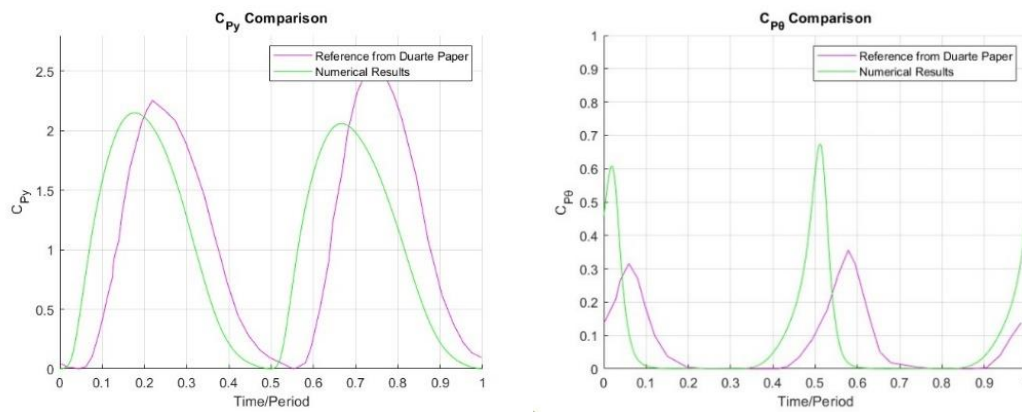 C_Py Comparison
Reference from Duarte Paper
Numerical Results
2.5
2
1.5
1
0.5
0
C_Py
0 0.1 0.2 0.3 0.4 0.5 0.6 0.7 0.8 0.9 1
Time/Period
C_Pθ Comparison
Reference from Duarte Paper
Numerical Results
1
0.9
0.8
0.7
0.6
0.5
0.4
0.3
0.2
0.1
0
C_Pθ
0 0.1 0.2 0.3 0.4 0.5 0.6 0.7 0.8 0.9
Time/Period